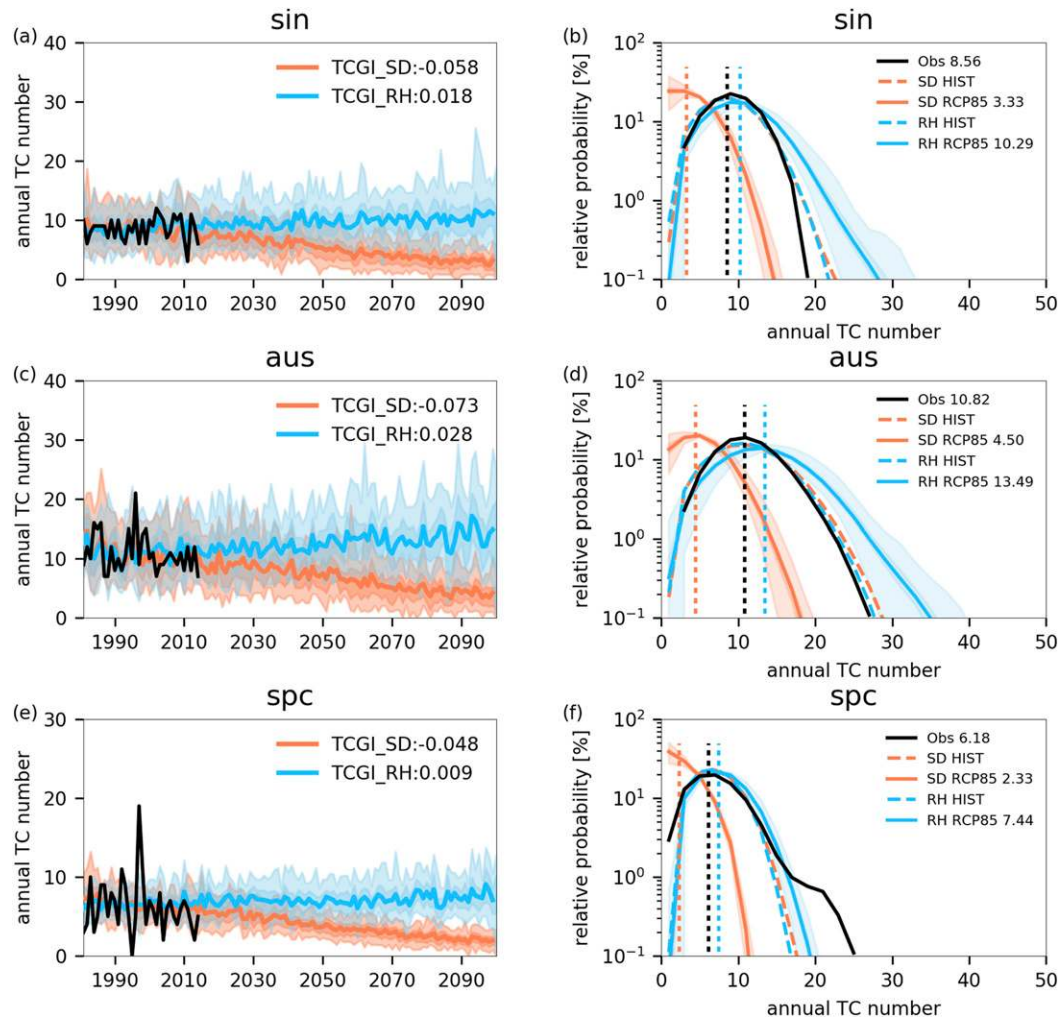 sin
(a)
40
30
20
10
0
annual TC number
TCGI_SD:-0.058
TCGI_RH:0.018
1990 2010 2030 2050 2070 2090
sin
(b)
10²
10¹
10⁰
10⁻¹
relative probability [%]
Obs 8.56
SD HIST
SD RCP85 3.33
RH HIST
RH RCP85 10.29
0 10 20 30 40 50
annual TC number
aus
(c)
40
30
20
10
0
annual TC number
TCGI_SD:-0.073
TCGI_RH:0.028
1990 2010 2030 2050 2070 2090
aus
(d)
10²
10¹
10⁰
10⁻¹
relative probability [%]
Obs 10.82
SD HIST
SD RCP85 4.50
RH HIST
RH RCP85 13.49
0 10 20 30 40 50
annual TC number
spc
(e)
30
20
10
0
annual TC number
TCGI_SD:-0.048
TCGI_RH:0.009
1990 2010 2030 2050 2070 2090
spc
(f)
10²
10¹
10⁰
10⁻¹
relative probability [%]
Obs 6.18
SD HIST
SD RCP85 2.33
RH HIST
RH RCP85 7.44
0 10 20 30 40 50
annual TC number